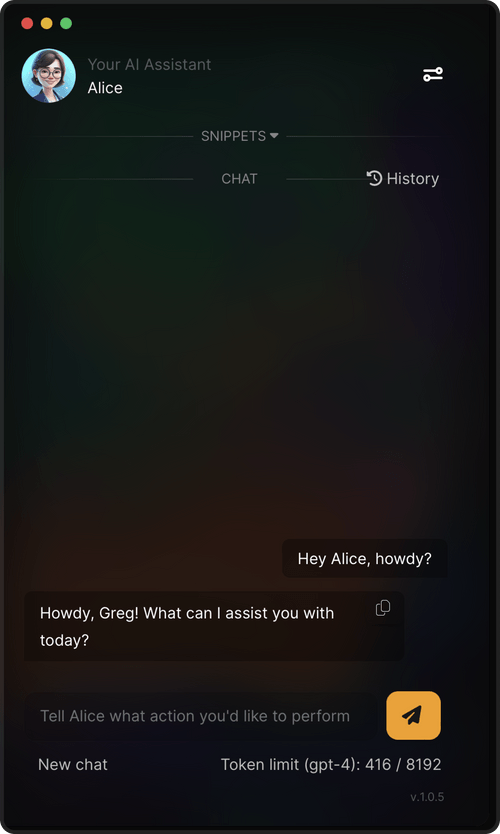 Your AI Assistant
Alice
SNIPPETS
CHAT
History
Hey Alice, howdy?
Howdy, Greg! What can I assist you with
today?
Tell Alice what action you'd like to perform
New chat
Token limit (gpt-4): 416 / 8192
v.1.0.5